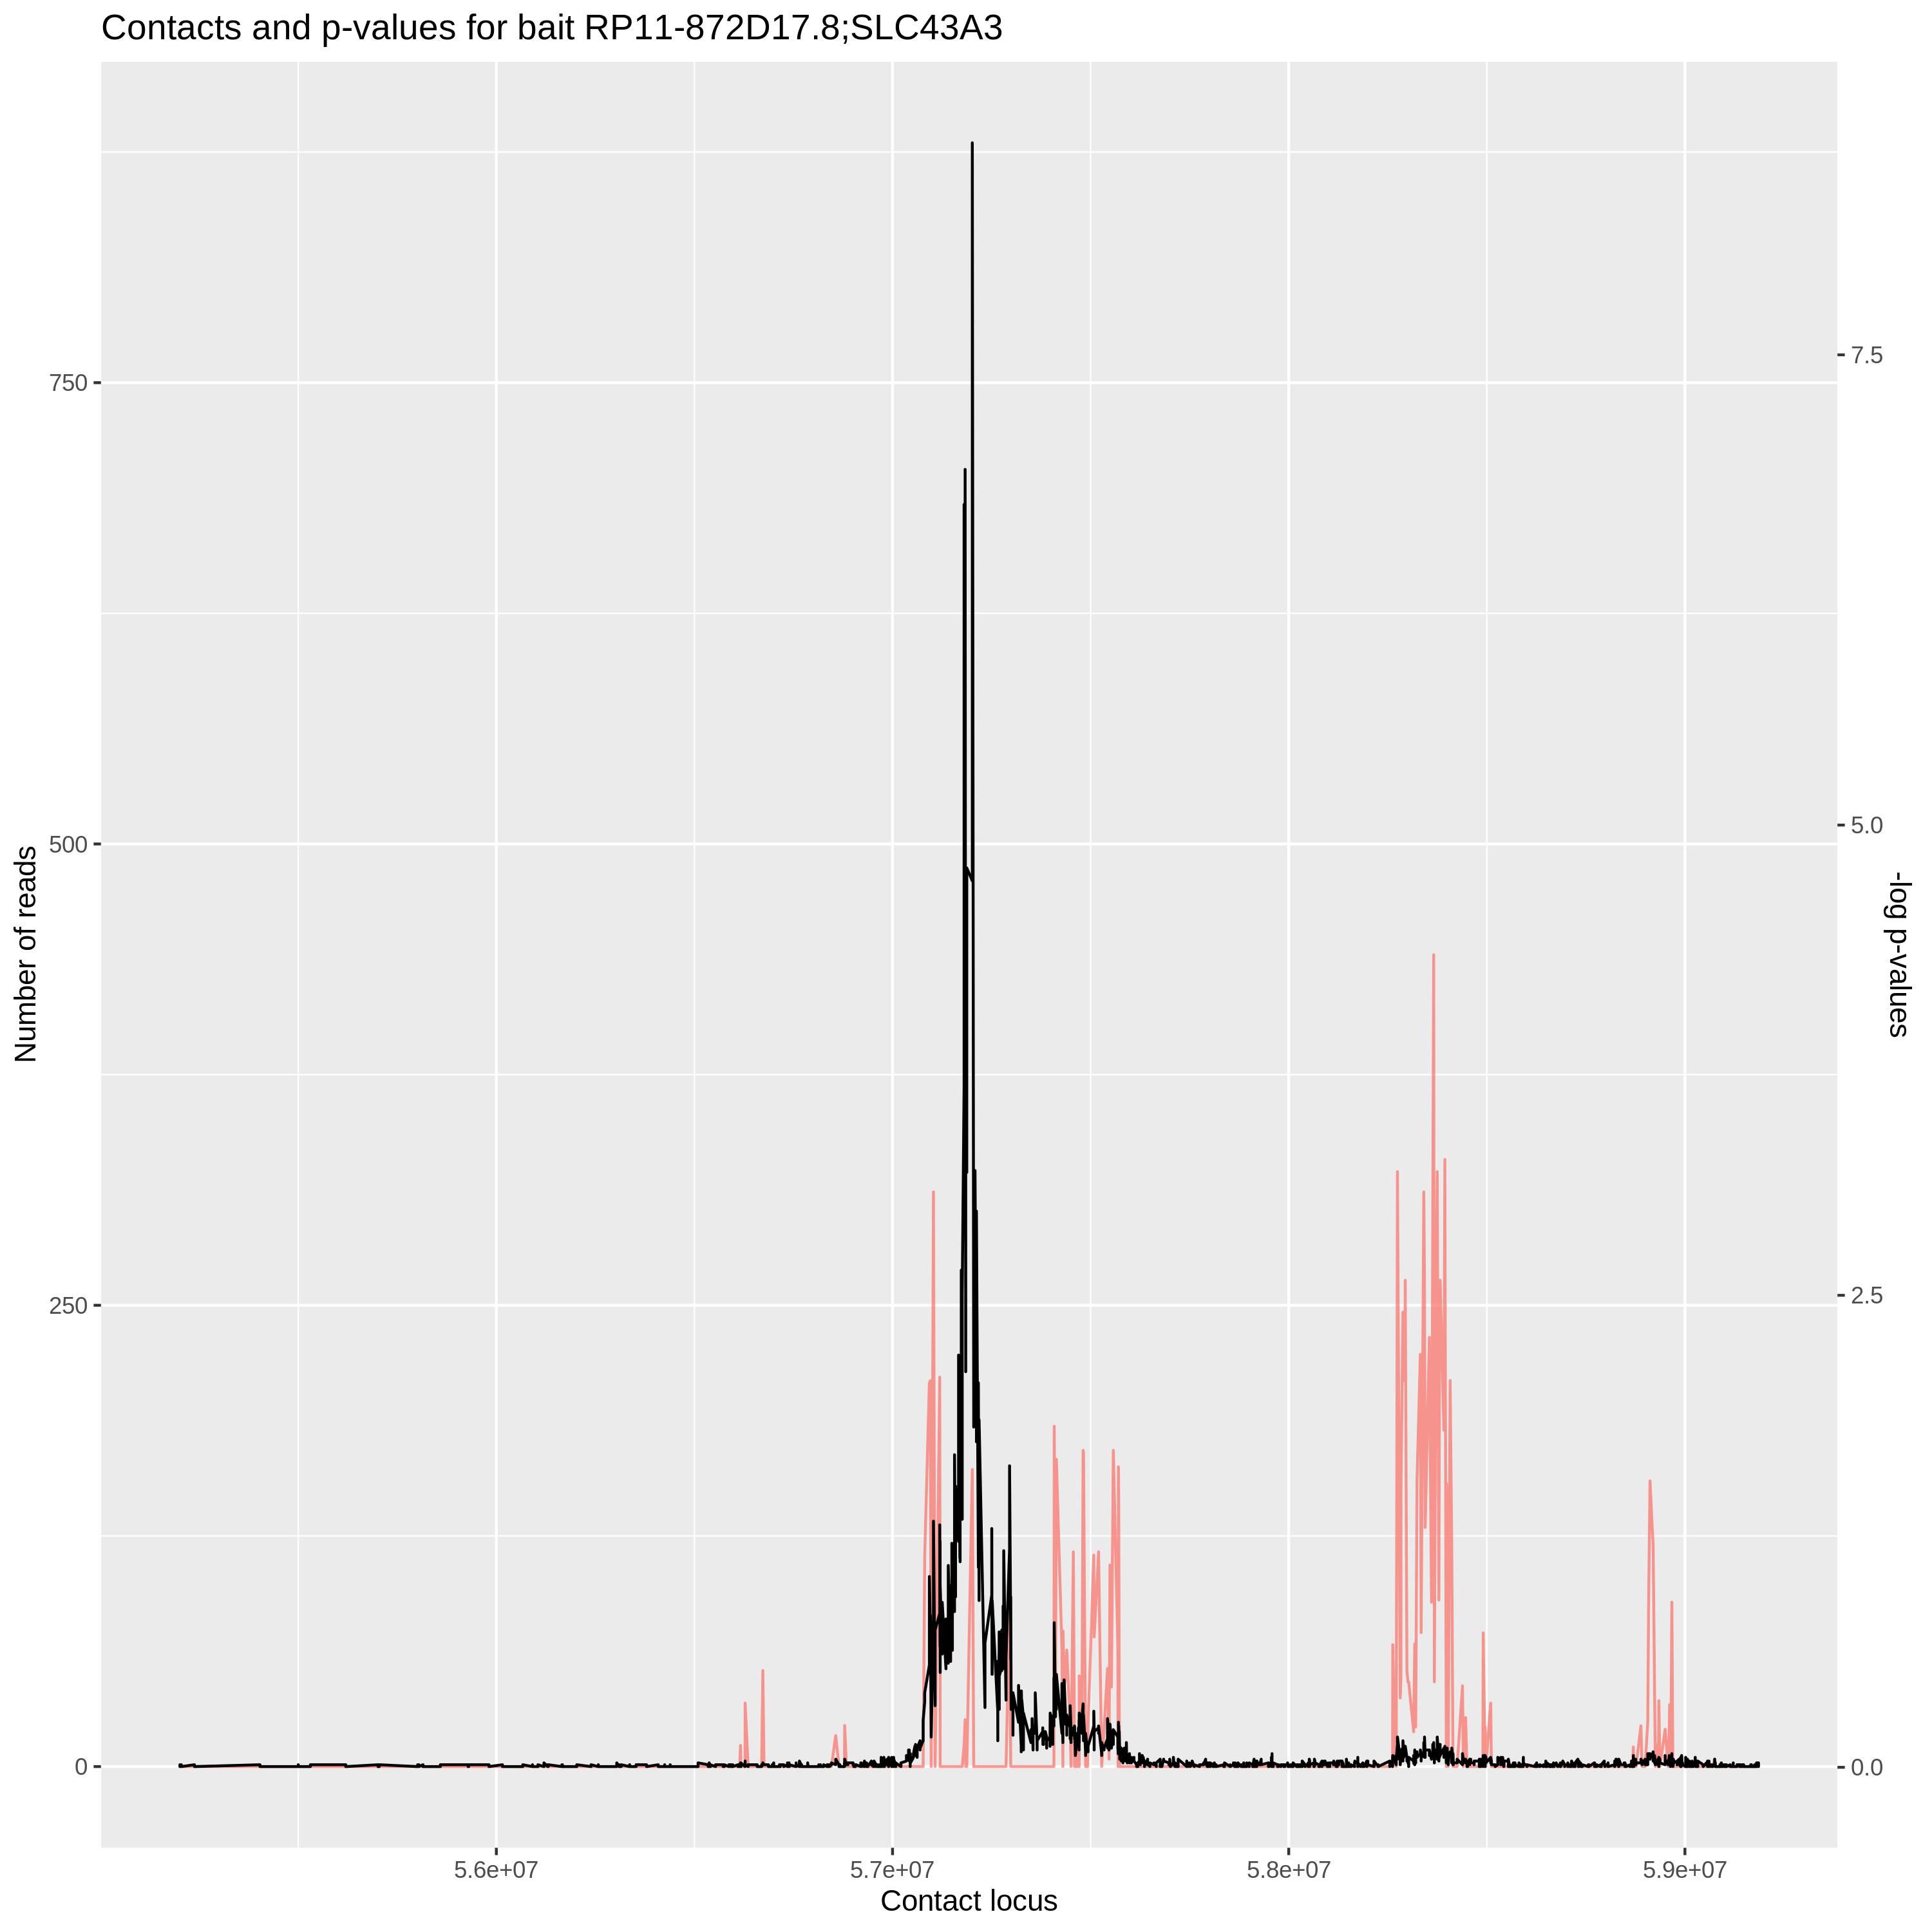 Contacts and p-values for bait RP11-872D17.8;SLC43A3
750
500
250
0
Number of reads
7.5
5.0
2.5
0.0
-log p-values
5.6e+07
5.7e+07
5.8e+07
5.9e+07
Contact locus